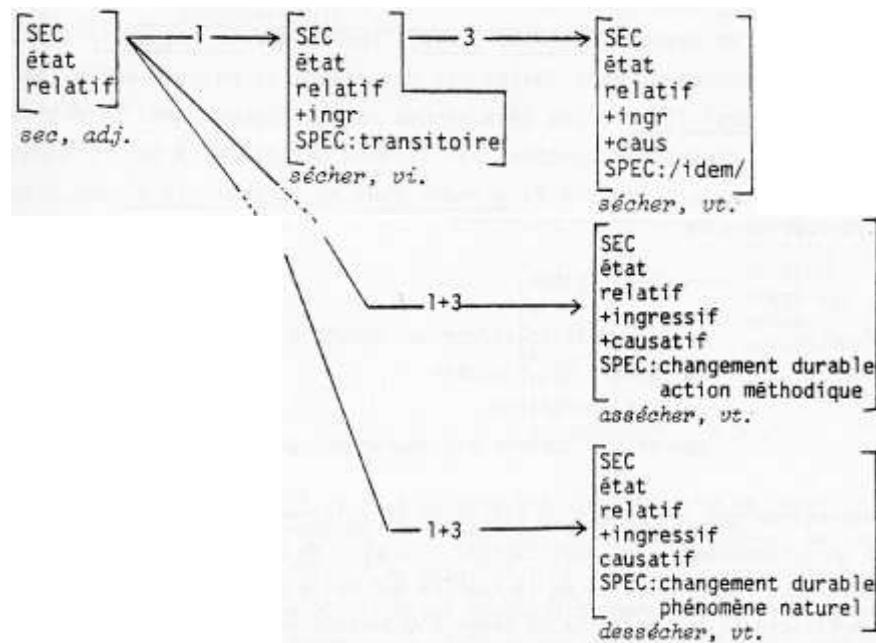 SEC
état
relatif
sec, adj.
1
SEC
état
relatif
+ingr
SPEC:transitoire
sécher, vi.
3
SEC
état
relatif
+ingr
+caus
SPEC:/idem/
sécher, vt.
1+3
SEC
état
relatif
+ingressif
+causatif
SPEC:changement durable
action méthodique
assécher, vt.
1+3
SEC
état
relatif
+ingressif
causatif
SPEC:changement durable
phénomène naturel
dessécher, vt.